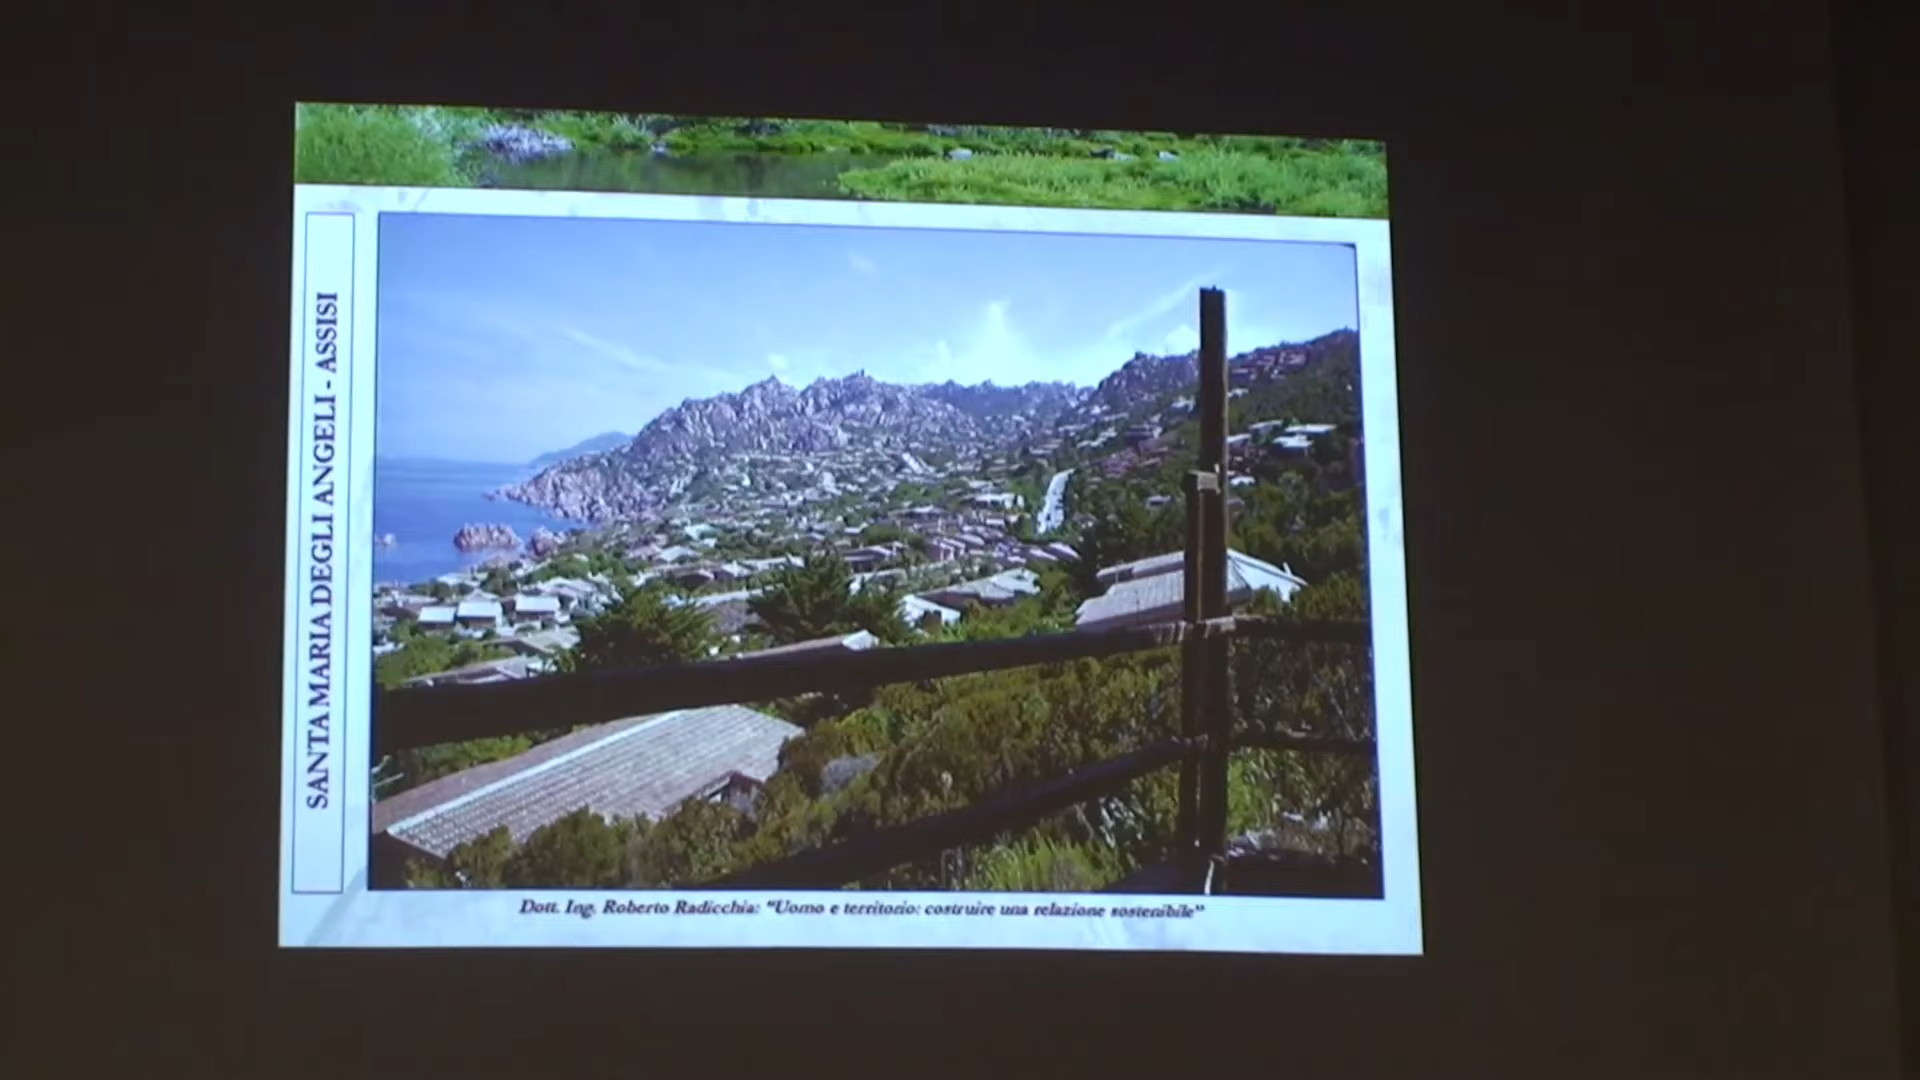 SANTA MARIA DEGLI ANGELI - ASSISI
Dott. Ing. Roberto Radicchia: "Uomo e territorio: costruire una relazione sostenibile"